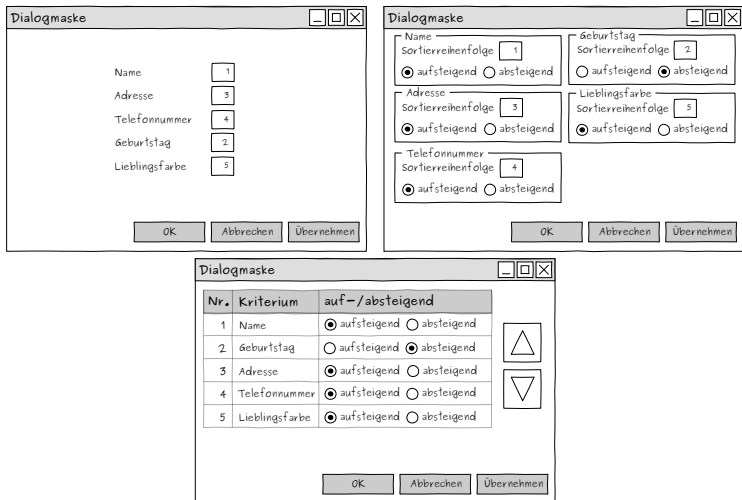 Dialogmaske
Name 1
Adresse 3
Telefonnummer 4
Geburtstag 2
Lieblingsfarbe 5
OK Abbrechen Übernehmen
Dialogmaske
Name
Sortierreihenfolge 1
aufsteigend absteigend
Geburtstag
Sortierreihenfolge 2
aufsteigend absteigend
Adresse
Sortierreihenfolge 3
aufsteigend absteigend
Lieblingsfarbe
Sortierreihenfolge 5
aufsteigend absteigend
Telefonnummer
Sortierreihenfolge 4
aufsteigend absteigend
OK Abbrechen Übernehmen
Dialogmaske
Nr. Kriterium auf-/absteigend
1 Name aufsteigend absteigend
2 Geburtstag aufsteigend absteigend
3 Adresse aufsteigend absteigend
4 Telefonnummer aufsteigend absteigend
5 Lieblingsfarbe aufsteigend absteigend
OK Abbrechen Übernehmen